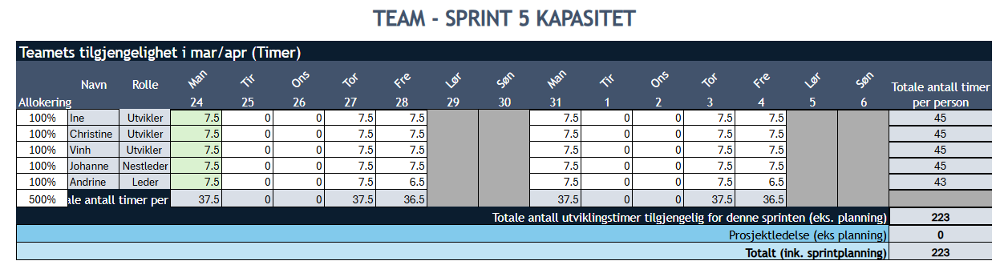 TEAM - SPRINT 5 KAPASITET
Teamets tilgjengelighet i mar/apr (Timer)
Allokering Navn Rolle Man 24 Tir 25 Ons 26 Tor 27 Fre 28 Lør 29 Søn 30 Man 31 Tir 1 Ons 2 Tor 3 Fre 4 Lør 5 Søn 6 Totale antall timer per person
100% Ine Utvikler 7.5 0 0 7.5 7.5 7.5 0 0 7.5 7.5 45
100% Christine Utvikler 7.5 0 0 7.5 7.5 7.5 0 0 7.5 7.5 45
100% Vinh Utvikler 7.5 0 0 7.5 7.5 7.5 0 0 7.5 7.5 45
100% Johanne Nestleder 7.5 0 0 7.5 7.5 7.5 0 0 7.5 7.5 45
100% Andrine Leder 7.5 0 0 7.5 6.5 7.5 0 0 7.5 6.5 43
500% ale antall timer per 37.5 0 0 37.5 36.5 37.5 0 0 37.5 36.5
Totale antall utviklingstimer tilgjengelig for denne sprinten (eks. planning) 223
Prosjektledelse (eks planning) 0
Totalt (ink. sprintplanning) 223